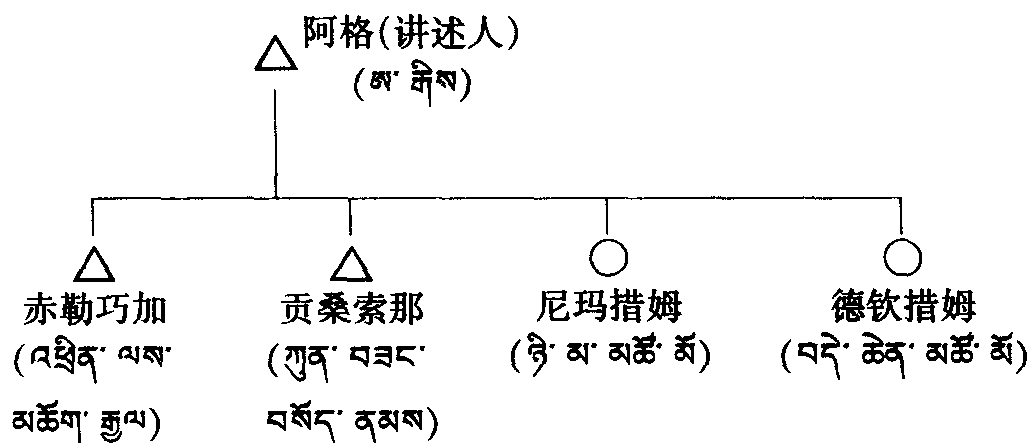 阿格(讲述人)
(ཨ་ རྒིས)
赤勒巧加
(འཕྲིན་ ལས་
མཆོག་ རྒྱལ)
贡桑索那
(ཀུན་ བཟང་
བསོད་ ནམས)
尼玛措姆
(ཉི་ མ་ མཚོ་ མོ)
德钦措姆
(བདེ་ ཆེན་ མཚོ་ མོ)